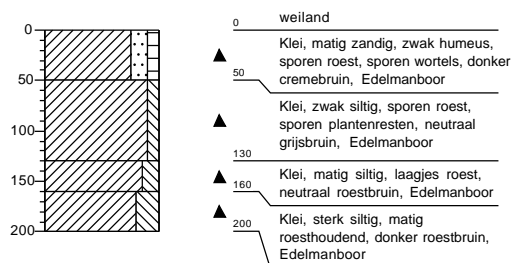 0
50
100
150
200
0 weiland
Klei, matig zandig, zwak humeus,
sporen roest, sporen wortels, donker
cremebruin, Edelmanboor
50
Klei, zwak siltig, sporen roest,
sporen plantenresten, neutraal
grijsbruin, Edelmanboor
130
Klei, matig siltig, laagjes roest,
neutraal roestbruin, Edelmanboor
160
Klei, sterk siltig, matig
roesthoudend, donker roestbruin,
Edelmanboor
200